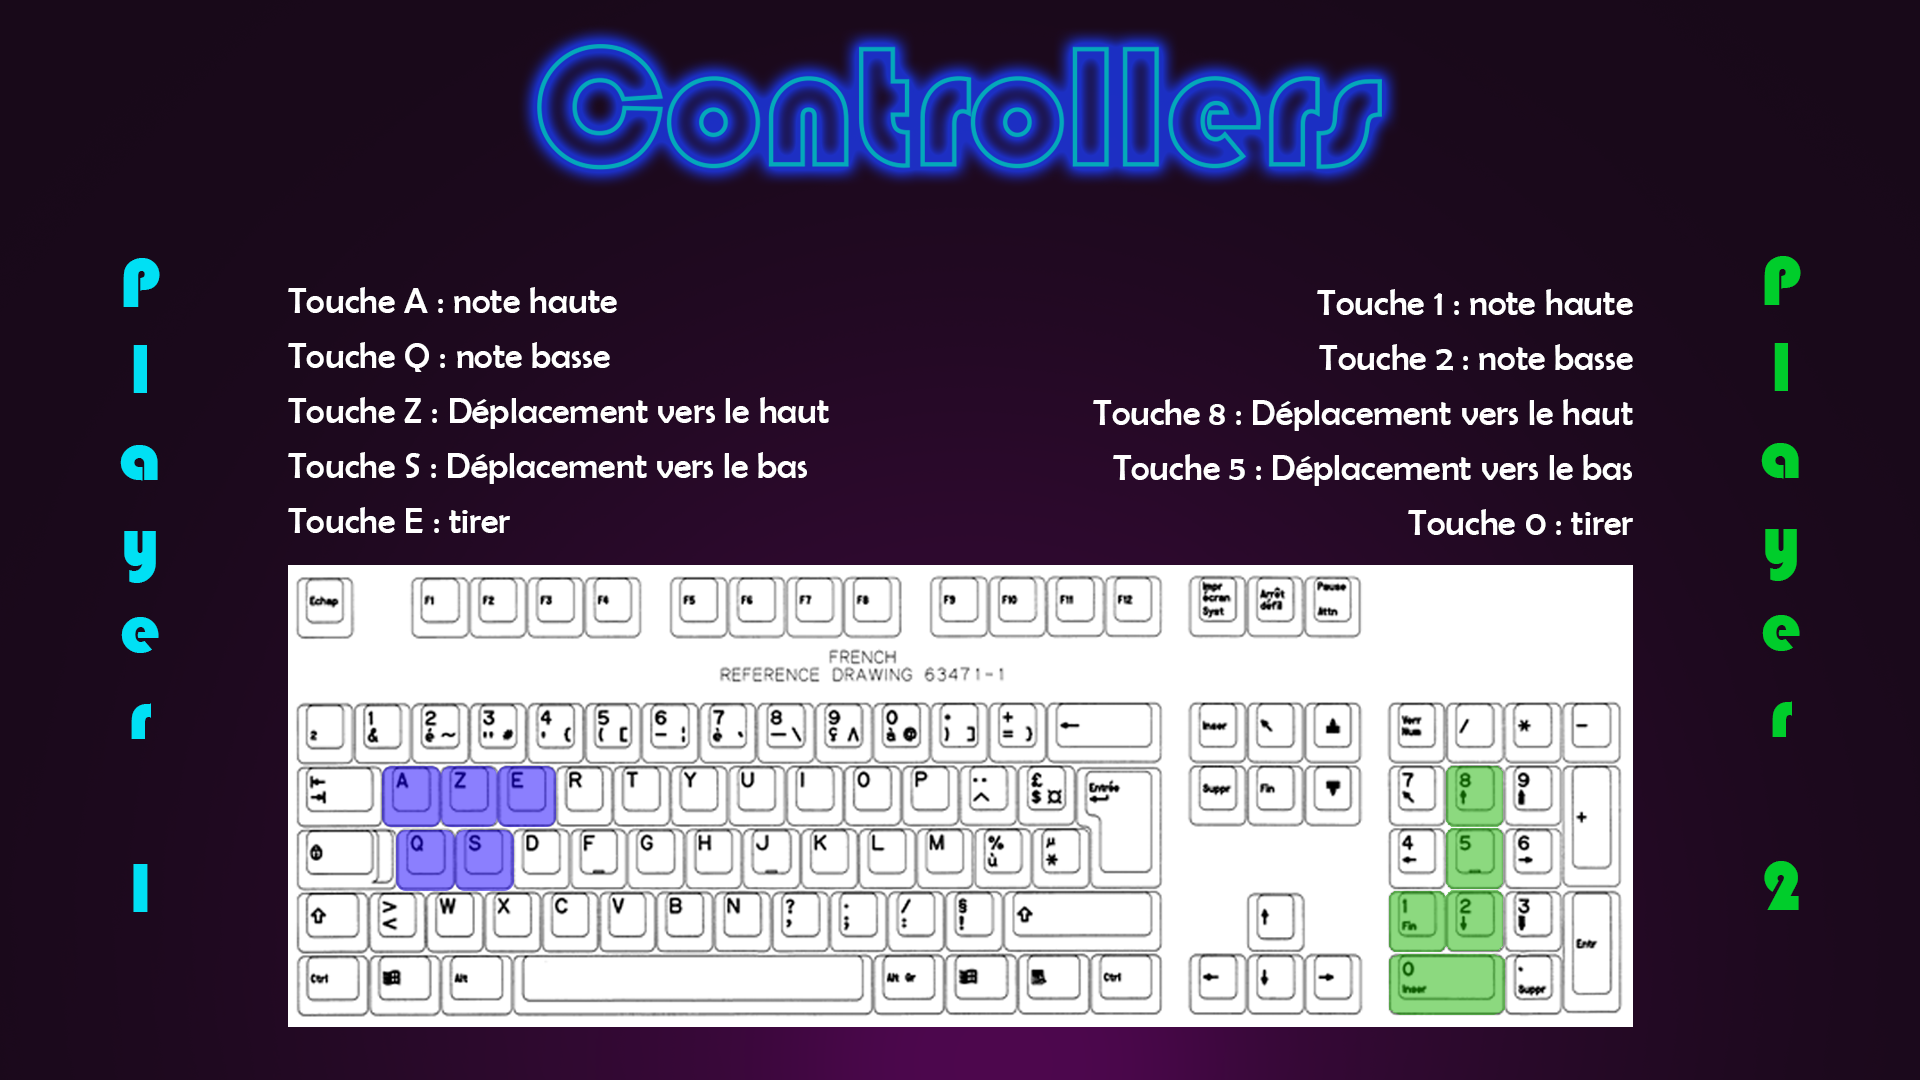 Controllers
Player 1
Touche A : note haute
Touche Q : note basse
Touche Z : Déplacement vers le haut
Touche S : Déplacement vers le bas
Touche E : tirer
Touche 1 : note haute
Touche 2 : note basse
Touche 8 : Déplacement vers le haut
Touche 5 : Déplacement vers le bas
Touche 0 : tirer
Player 2
Echap F1 F2 F3 F4 F5 F6 F7 F8 F9 F10 F11 F12 Impr écran Syst Arrêt défil Pause Attn
FRENCH
REFERENCE DRAWING 63471-1
2 1 & 2 é ~ 3 " # 4 ' ( 5 ( [ 6 - ¦ 7 è ` 8 _ \ 9 ç ^ 0 à @ ° ) ] + = } ← Inser ↖ Verr Num / * -
A Z E R T Y U I O P ¨ ^ £ $ ¤ Entrée Suppr Fin 7 8 ↑ 9 +
Q S D F G H J K L M % ù µ * 4 ← 5 6 →
> < W X C V B N ? , . ; / : § ! ↑ 1 Fin 2 ↓ 3 Entr
Ctrl Alt Alt Gr Ctrl ← ↓ → 0 Inser . Suppr